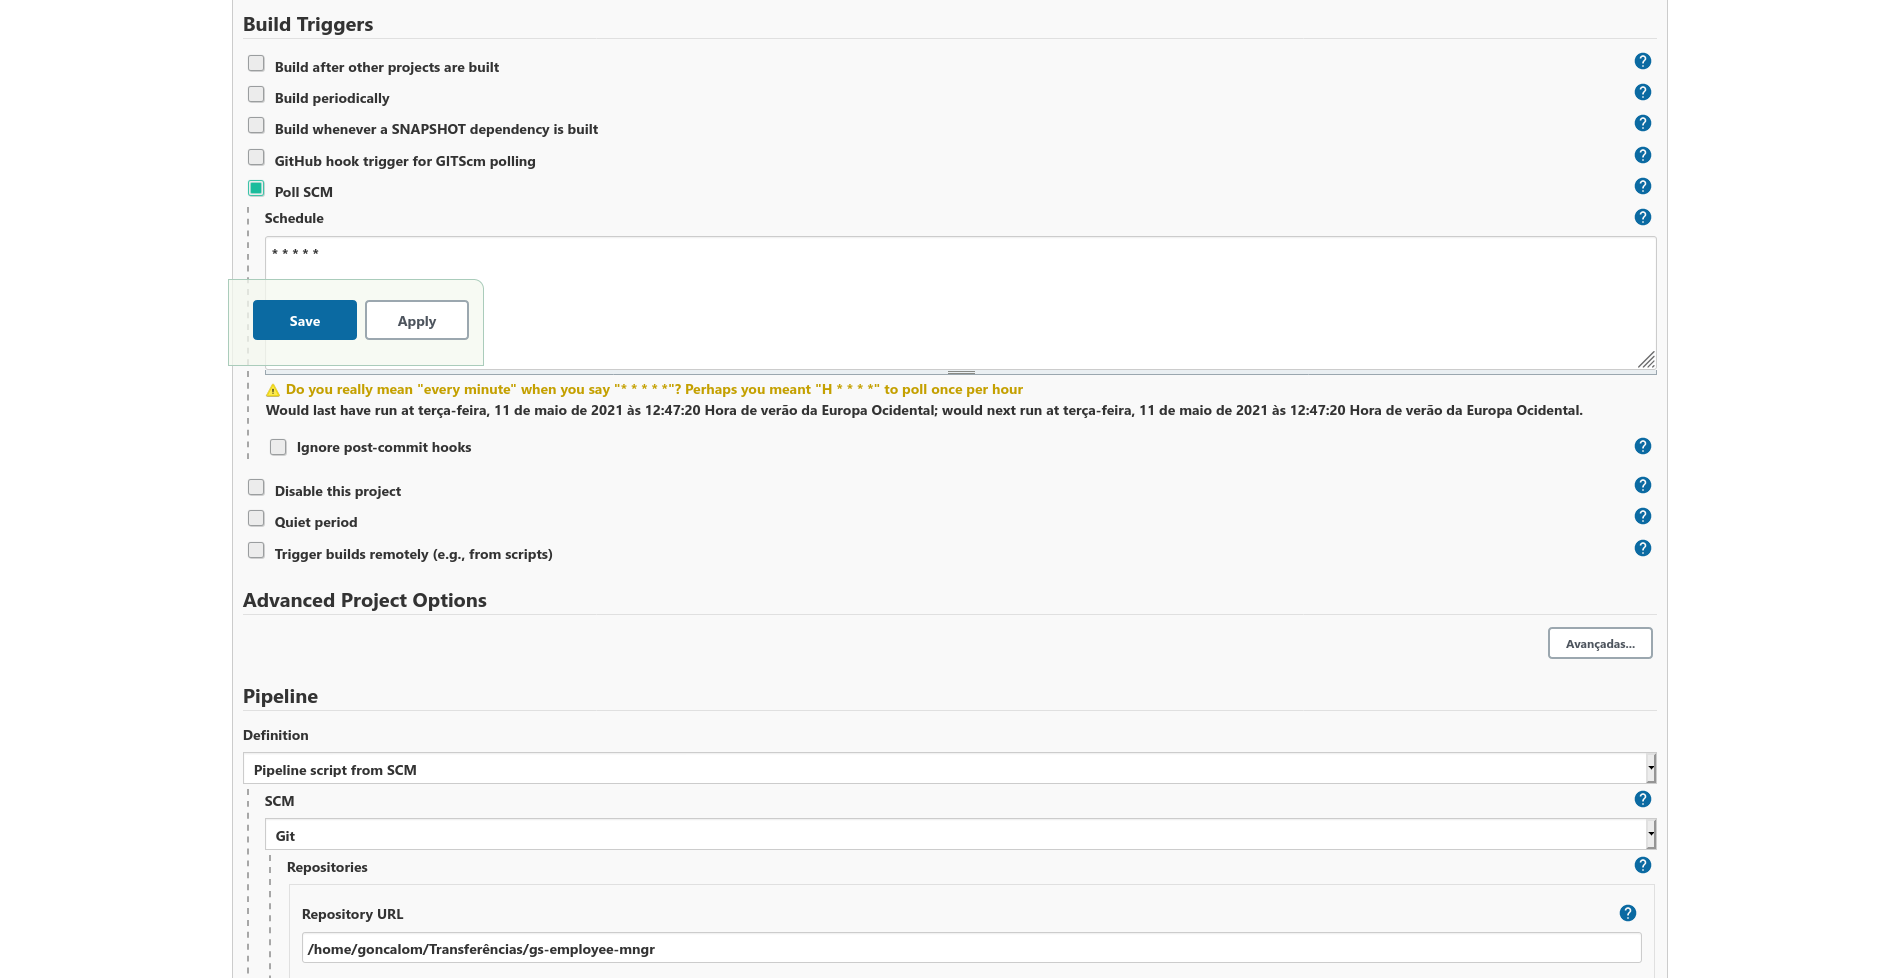 Build Triggers
Build after other projects are built
Build periodically
Build whenever a SNAPSHOT dependency is built
GitHub hook trigger for GITScm polling
Poll SCM
Schedule
* * * * *
Save
Apply
Do you really mean "every minute" when you say "* * * * *"? Perhaps you meant "H * * * *" to poll once per hour
Would last have run at terça-feira, 11 de maio de 2021 às 12:47:20 Hora de verão da Europa Ocidental; would next run at terça-feira, 11 de maio de 2021 às 12:47:20 Hora de verão da Europa Ocidental.
Ignore post-commit hooks
Disable this project
Quiet period
Trigger builds remotely (e.g., from scripts)
Advanced Project Options
Avançadas...
Pipeline
Definition
Pipeline script from SCM
SCM
Git
Repositories
Repository URL
/home/goncalom/Transferências/gs-employee-mngr